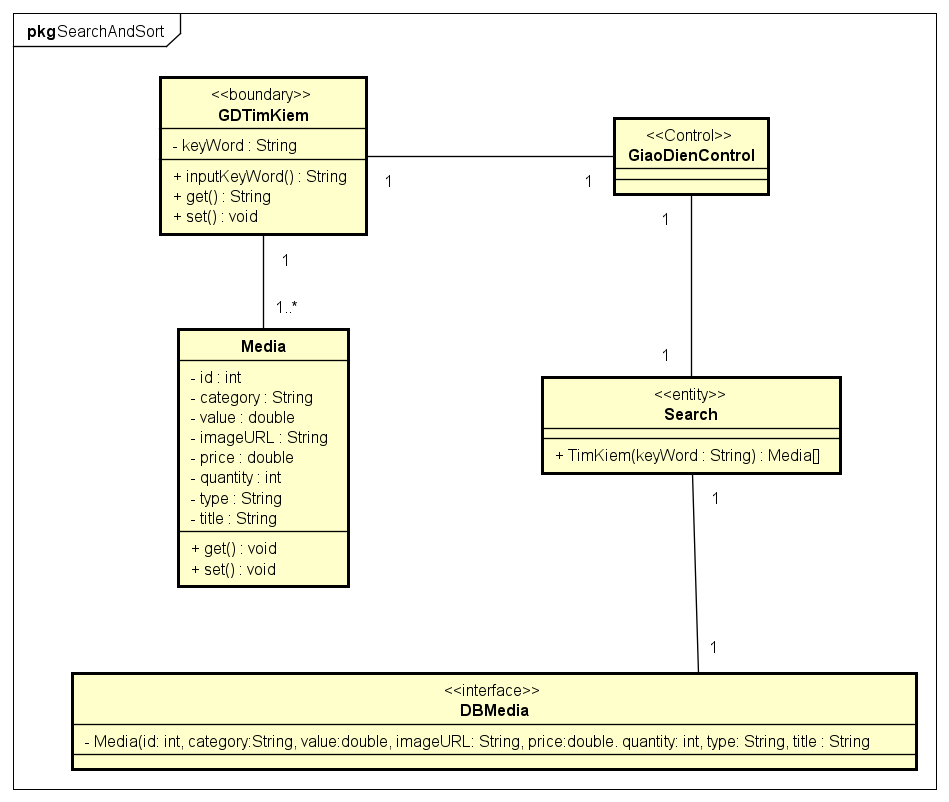 pkg SearchAndSort
<<boundary>>
GDTimKiem
- keyWord : String
+ inputKeyWord() : String
+ get() : String
+ set() : void
<<Control>>
GiaoDienControl
1
1
1
1
1..*
Media
- id : int
- category : String
- value : double
- imageURL : String
- price : double
- quantity : int
- type : String
- title : String
+ get() : void
+ set() : void
1
<<entity>>
Search
+ TimKiem(keyWord : String) : Media[]
1
1
<<interface>>
DBMedia
- Media(id: int, category:String, value:double, imageURL: String, price:double. quantity: int, type: String, title : String